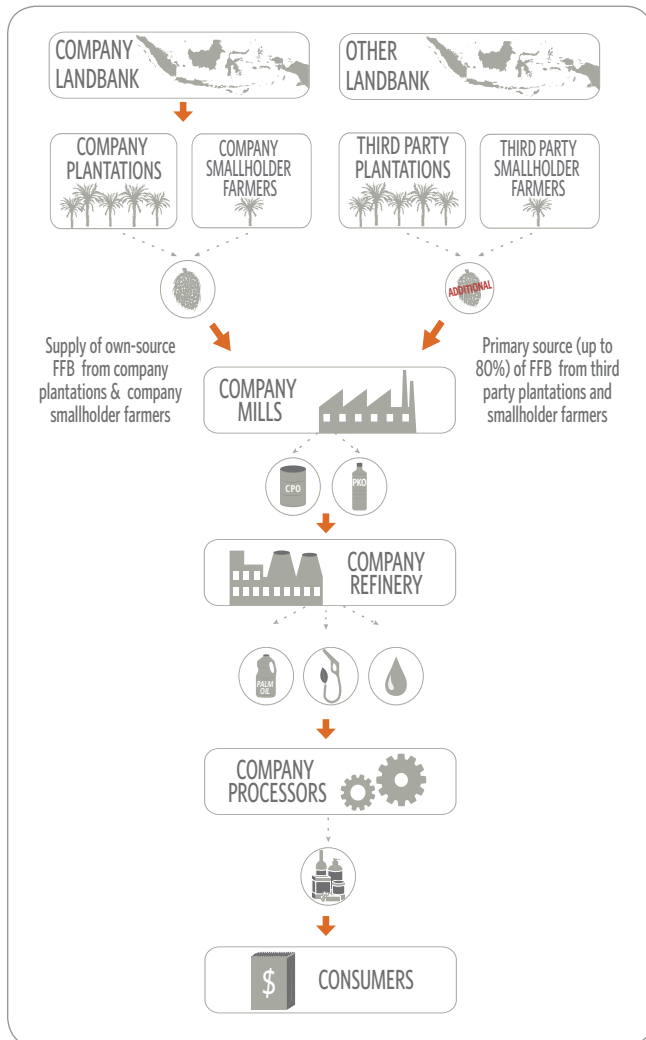 COMPANY
LANDBANK
OTHER
LANDBANK
COMPANY
PLANTATIONS
COMPANY
SMALLHOLDER
FARMERS
THIRD PARTY
PLANTATIONS
THIRD PARTY
SMALLHOLDER
FARMERS
ADDITIONAL
Supply of own-source
FFB from company
plantations & company
smallholder farmers
Primary source (up to
80%) of FFB from third
party plantations and
smallholder farmers
COMPANY
MILLS
CPO
PKO
COMPANY
REFINERY
PALM
OIL
COMPANY
PROCESSORS
$
CONSUMERS